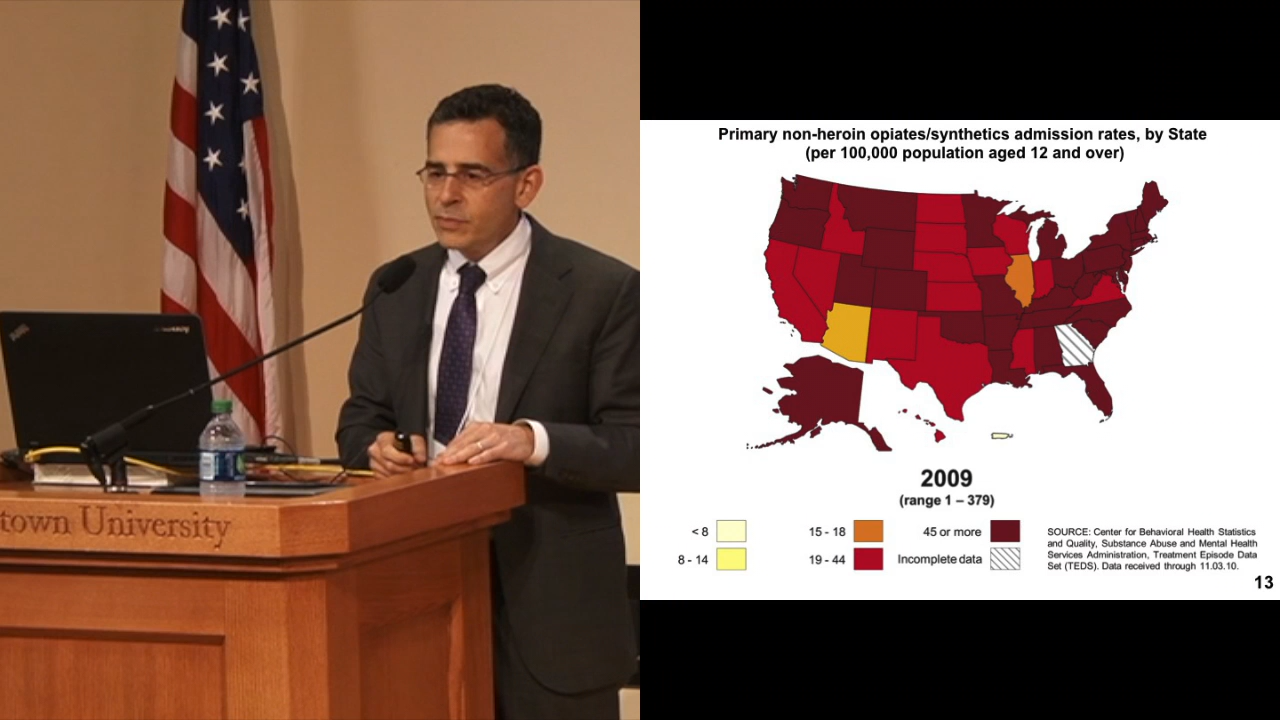 town University
Primary non-heroin opiates/synthetics admission rates, by State
(per 100,000 population aged 12 and over)
2009
(range 1 – 379)
< 8
15 - 18
45 or more
8 - 14
19 - 44
Incomplete data
SOURCE: Center for Behavioral Health Statistics
and Quality, Substance Abuse and Mental Health
Services Administration, Treatment Episode Data
Set (TEDS). Data received through 11.03.10.
13